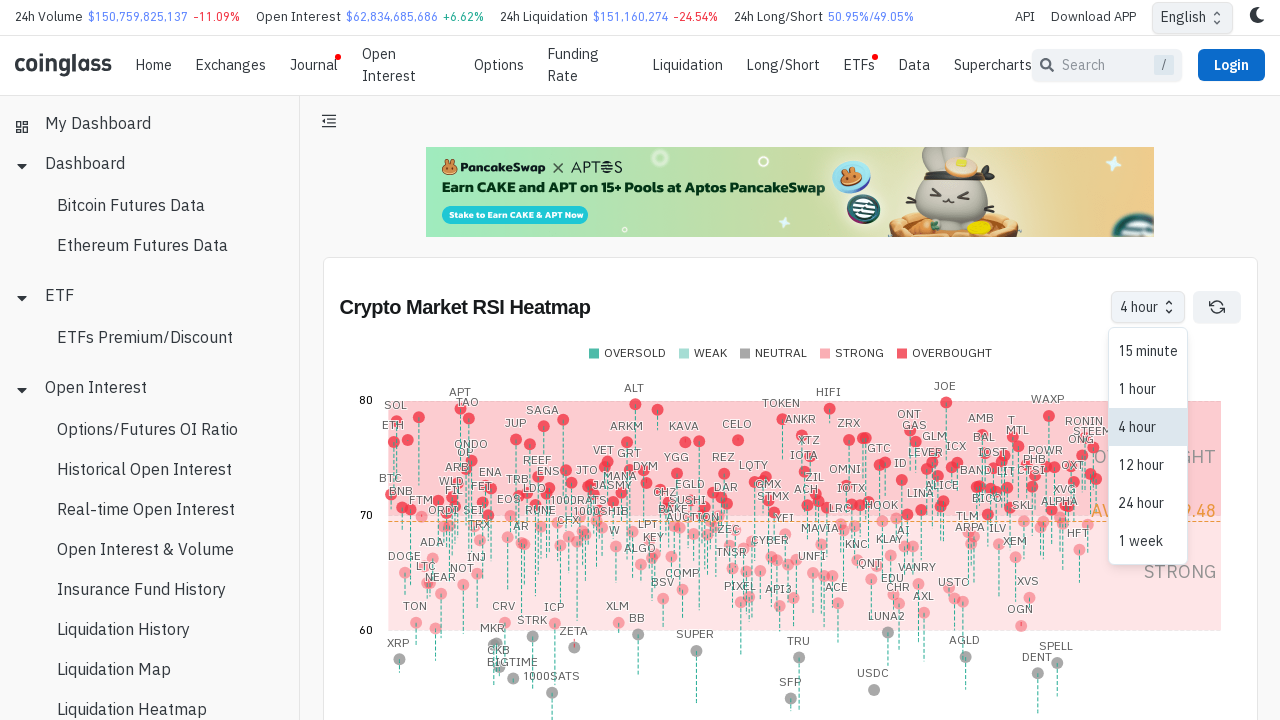 24h Volume $150,759,825,137 -11.09% Open Interest $62,834,685,686 +6.62% 24h Liquidation $151,160,274 -24.54% 24h Long/Short 50.95%/49.05% API Download APP English
coinglass Home Exchanges Journal Open Interest Options Funding Rate Liquidation Long/Short ETFs Data Supercharts Search / Login
My Dashboard
Dashboard
Bitcoin Futures Data
Ethereum Futures Data
ETF
ETFs Premium/Discount
Open Interest
Options/Futures OI Ratio
Historical Open Interest
Real-time Open Interest
Open Interest & Volume
Insurance Fund History
Liquidation History
Liquidation Map
Liquidation Heatmap
PancakeSwap X APTOS
Earn CAKE and APT on 15+ Pools at Aptos PancakeSwap
Stake to Earn CAKE & APT Now
Crypto Market RSI Heatmap
4 hour
15 minute
1 hour
4 hour
12 hour
24 hour
1 week
OVERSOLD WEAK NEUTRAL STRONG OVERBOUGHT
80
70
60
STRONG
ALT
APT
TAO
SOL
ETH
BTC
BNB
SAGA
JUP
TOKEN
HIFI
JOE
WAXP
ARKM
KAVA
CELO
ANKR
ZRX
ONT
GAS
AMB
T
MTL
RONIN
STEEM
ONG
GLM
BAL
XTZ
IOTA
ICX
LEVER
IOST
POWR
PHB
ONDO
OP
ARB
WLD
FIL
ENA
FET
FTM
ORDI
SEI
TRX
EOS
TRB
REEF
ENS
LDO
RUNE
AR
JTO
VET
GRT
MANA
DYM
JASMY
1000RATS
1000SHIB
CFX
W
YGG
REZ
LQTY
CHZ
EGLD
DAR
SUSHI
BAKE
AUCTION
ZEC
LPT
KEY
ALGO
GMX
STMX
YFI
ZIL
ACH
OMNI
IOTX
LRC
HOOK
GTC
ID
LINA
ALICE
BAND
LIT
CTSI
OXT
XVG
BICO
ALPHA
SKL
TLM
ARPA
ILV
XEM
HFT
MAVIA
KNC
KLAY
AI
CYBER
TNSR
UNFI
COMP
BSV
PIXEL
API3
ACE
QNT
EDU
CHR
VANRY
USTC
AXL
XVS
OGN
DOGE
ADA
LTC
NEAR
NOT
INJ
TON
XRP
CRV
MKR
CKB
BIGTIME
STRK
ICP
ZETA
1000SATS
XLM
BB
SUPER
TRU
SFP
LUNA2
USDC
AGLD
DENT
SPELL